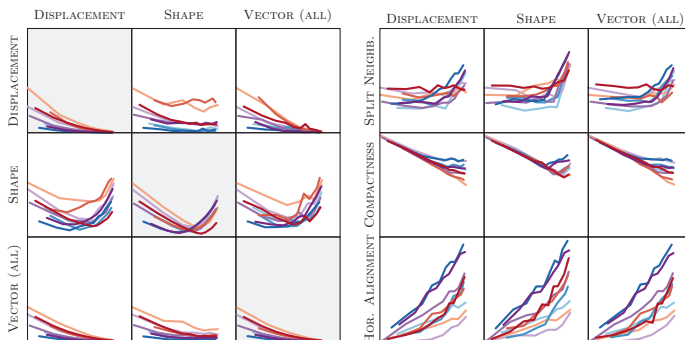 DISPLACEMENT SHAPE VECTOR (ALL)
DISPLACEMENT
SHAPE
VECTOR (ALL)
DISPLACEMENT SHAPE VECTOR (ALL)
SPLIT NEIGHB.
COMPACTNESS
HOR. ALIGNMENT